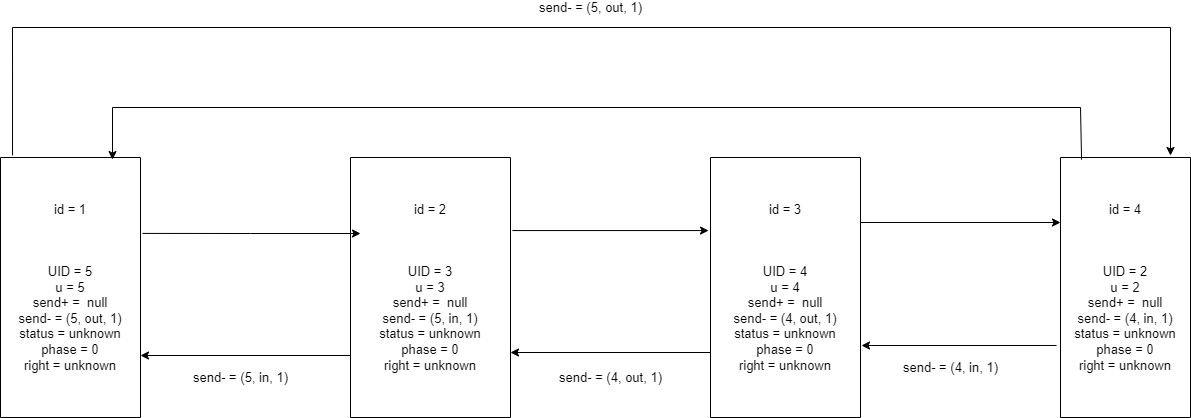 send- = (5, out, 1)
id = 1
UID = 5
u = 5
send+ = null
send- = (5, out, 1)
status = unknown
phase = 0
right = unknown
id = 2
UID = 3
u = 3
send+ = null
send- = (5, in, 1)
status = unknown
phase = 0
right = unknown
id = 3
UID = 4
u = 4
send+ = null
send- = (4, out, 1)
status = unknown
phase = 0
right = unknown
id = 4
UID = 2
u = 2
send+ = null
send- = (4, in, 1)
status = unknown
phase = 0
right = unknown
send- = (5, in, 1)
send- = (4, out, 1)
send- = (4, in, 1)